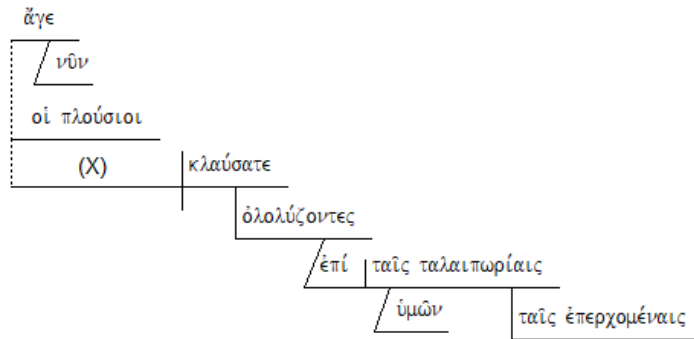 ἄγε
νῦν
οἱ πλούσιοι
(X) κλαύσατε
ὀλολύζοντες
ἐπί ταῖς ταλαιπωρίαις
ὑμῶν ταῖς ἐπερχομέναις